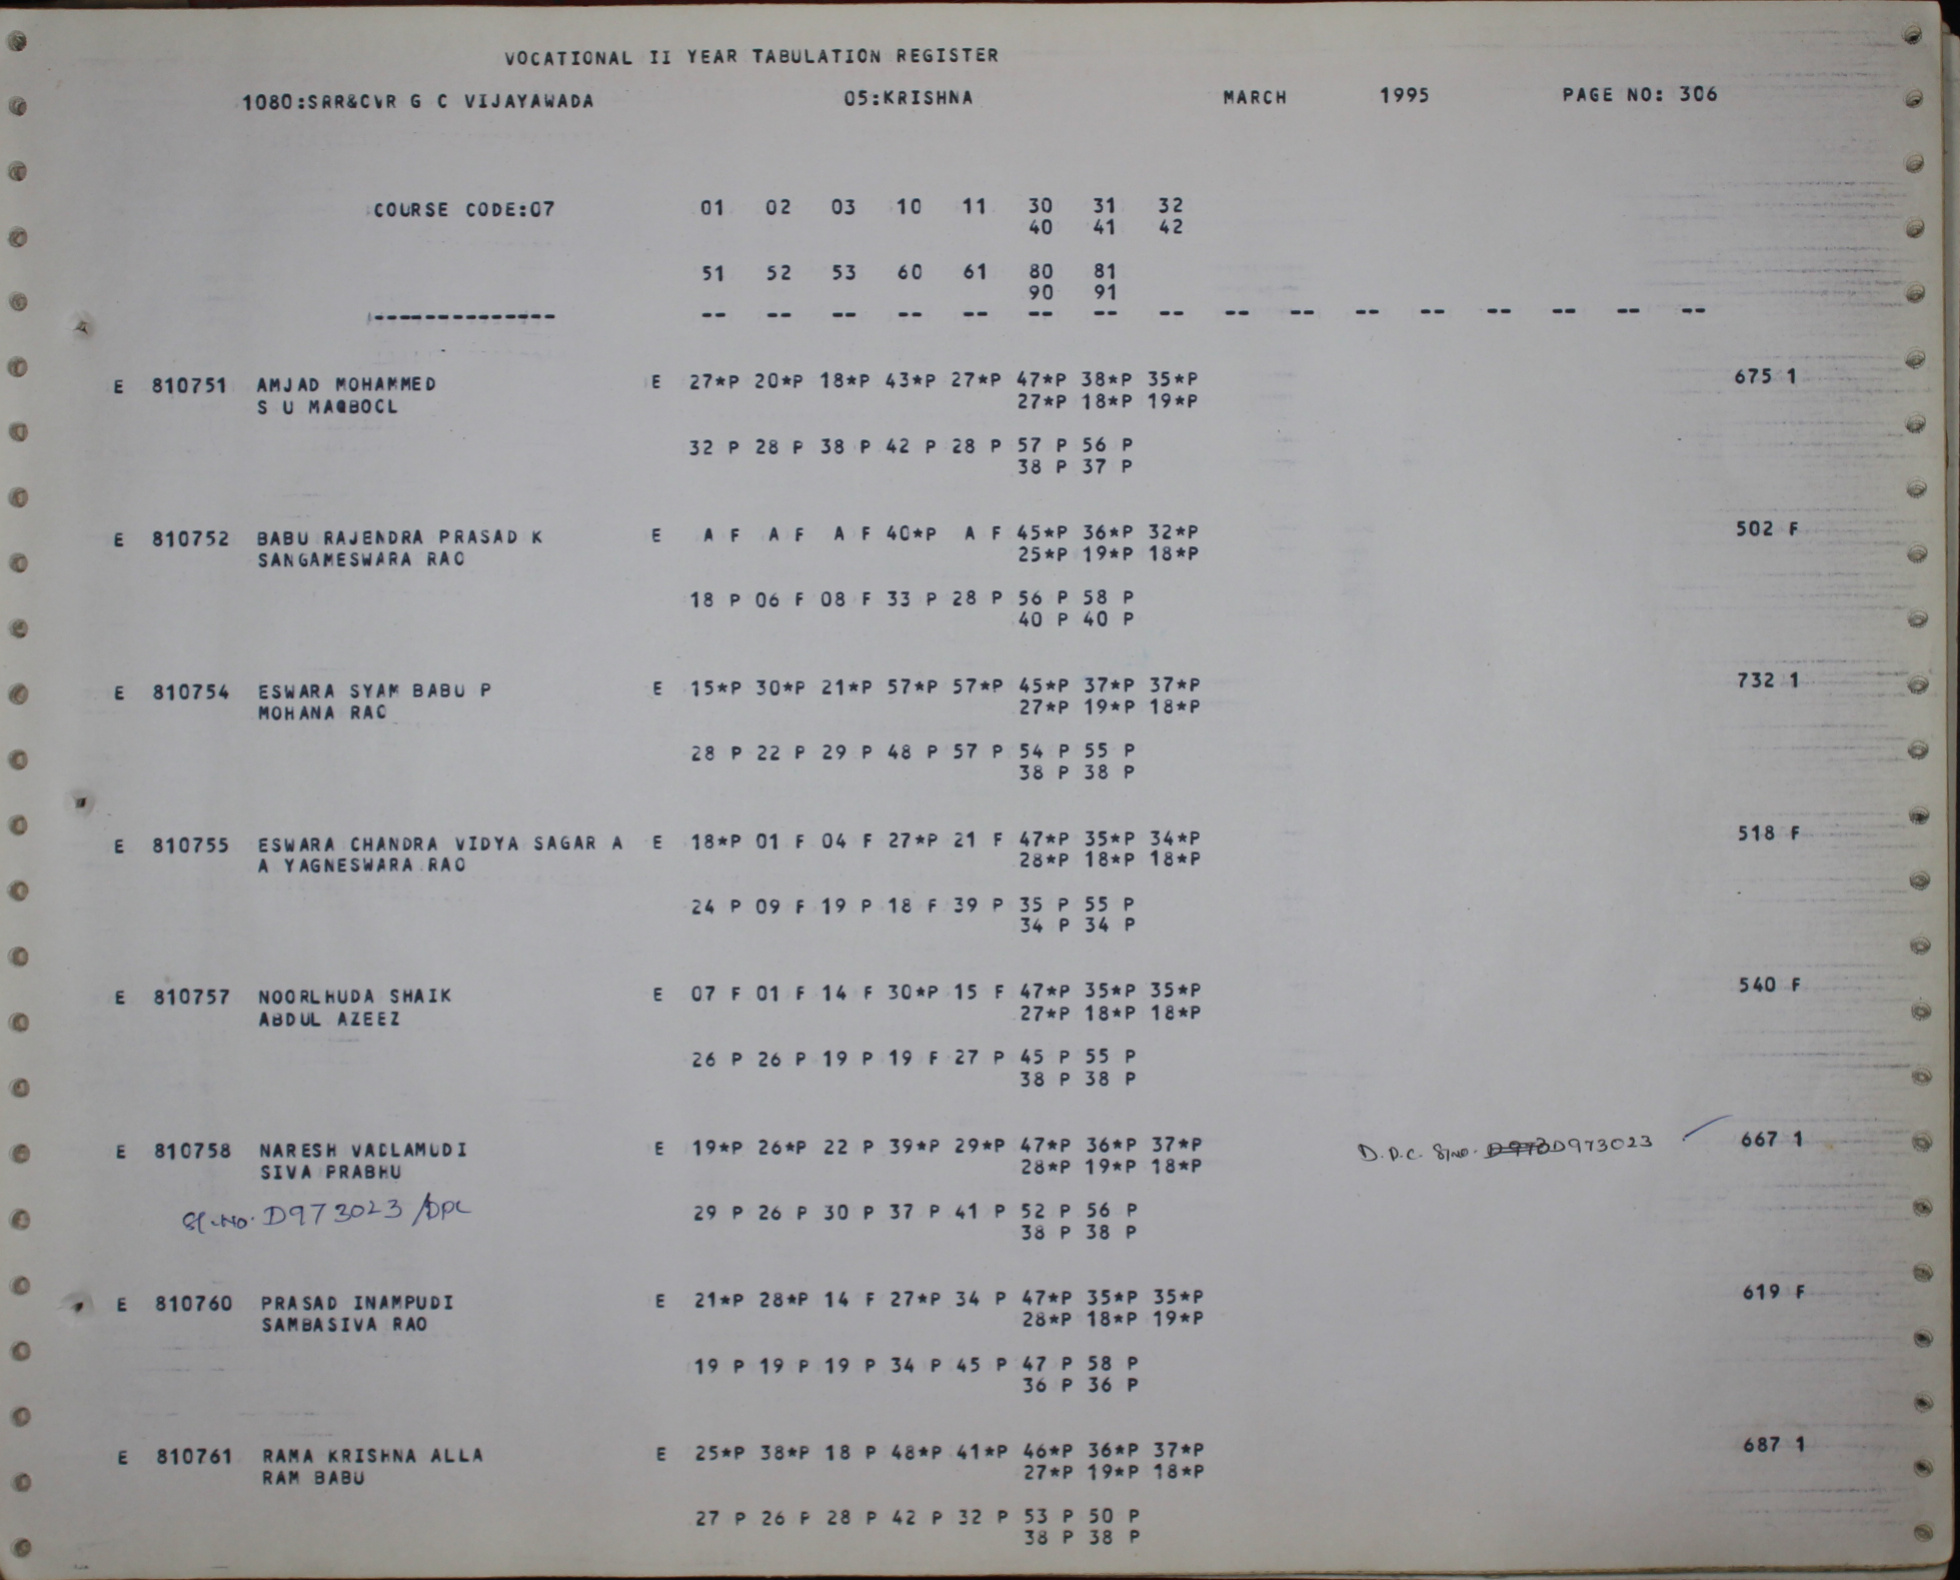 VOCATIONAL II YEAR TABULATION REGISTER
1080:SRR&CVR G C VIJAYAWADA 05:KRISHNA MARCH 1995 PAGE NO: 306
COURSE CODE:07 01 02 03 10 11 30 31 32
40 41 42
51 52 53 60 61 80 81
90 91
-------------- -- -- -- -- -- -- -- -- -- -- -- -- -- -- -- --
E 810751 AMJAD MOHAMMED E 27*P 20*P 18*P 43*P 27*P 47*P 38*P 35*P 675 1
S U MAQBOCL 27*P 18*P 19*P
32 P 28 P 38 P 42 P 28 P 57 P 56 P
38 P 37 P
E 810752 BABU RAJENDRA PRASAD K E A F A F A F 40*P A F 45*P 36*P 32*P 502 F
SANGAMESWARA RAO 25*P 19*P 18*P
18 P 06 F 08 F 33 P 28 P 56 P 58 P
40 P 40 P
E 810754 ESWARA SYAM BABU P E 15*P 30*P 21*P 57*P 57*P 45*P 37*P 37*P 732 1
MOHANA RAO 27*P 19*P 18*P
28 P 22 P 29 P 48 P 57 P 54 P 55 P
38 P 38 P
E 810755 ESWARA CHANDRA VIDYA SAGAR A E 18*P 01 F 04 F 27*P 21 F 47*P 35*P 34*P 518 F
A YAGNESWARA RAO 28*P 18*P 18*P
24 P 09 F 19 P 18 F 39 P 35 P 55 P
34 P 34 P
E 810757 NOORLHUDA SHAIK E 07 F 01 F 14 F 30*P 15 F 47*P 35*P 35*P 540 F
ABDUL AZEEZ 27*P 18*P 18*P
26 P 26 P 19 P 19 F 27 P 45 P 55 P
38 P 38 P
E 810758 NARESH VADLAMUDI E 19*P 26*P 22 P 39*P 29*P 47*P 36*P 37*P D.D.C. Sl.No. D973023 667 1
SIVA PRABHU 28*P 19*P 18*P
Sl.No. D973023/DDC 29 P 26 P 30 P 37 P 41 P 52 P 56 P
38 P 38 P
E 810760 PRASAD INAMPUDI E 21*P 28*P 14 F 27*P 34 P 47*P 35*P 35*P 619 F
SAMBASIVA RAO 28*P 18*P 19*P
19 P 19 P 19 P 34 P 45 P 47 P 58 P
36 P 36 P
E 810761 RAMA KRISHNA ALLA E 25*P 38*P 18 P 48*P 41*P 46*P 36*P 37*P 687 1
RAM BABU 27*P 19*P 18*P
27 P 26 P 28 P 42 P 32 P 53 P 50 P
38 P 38 P